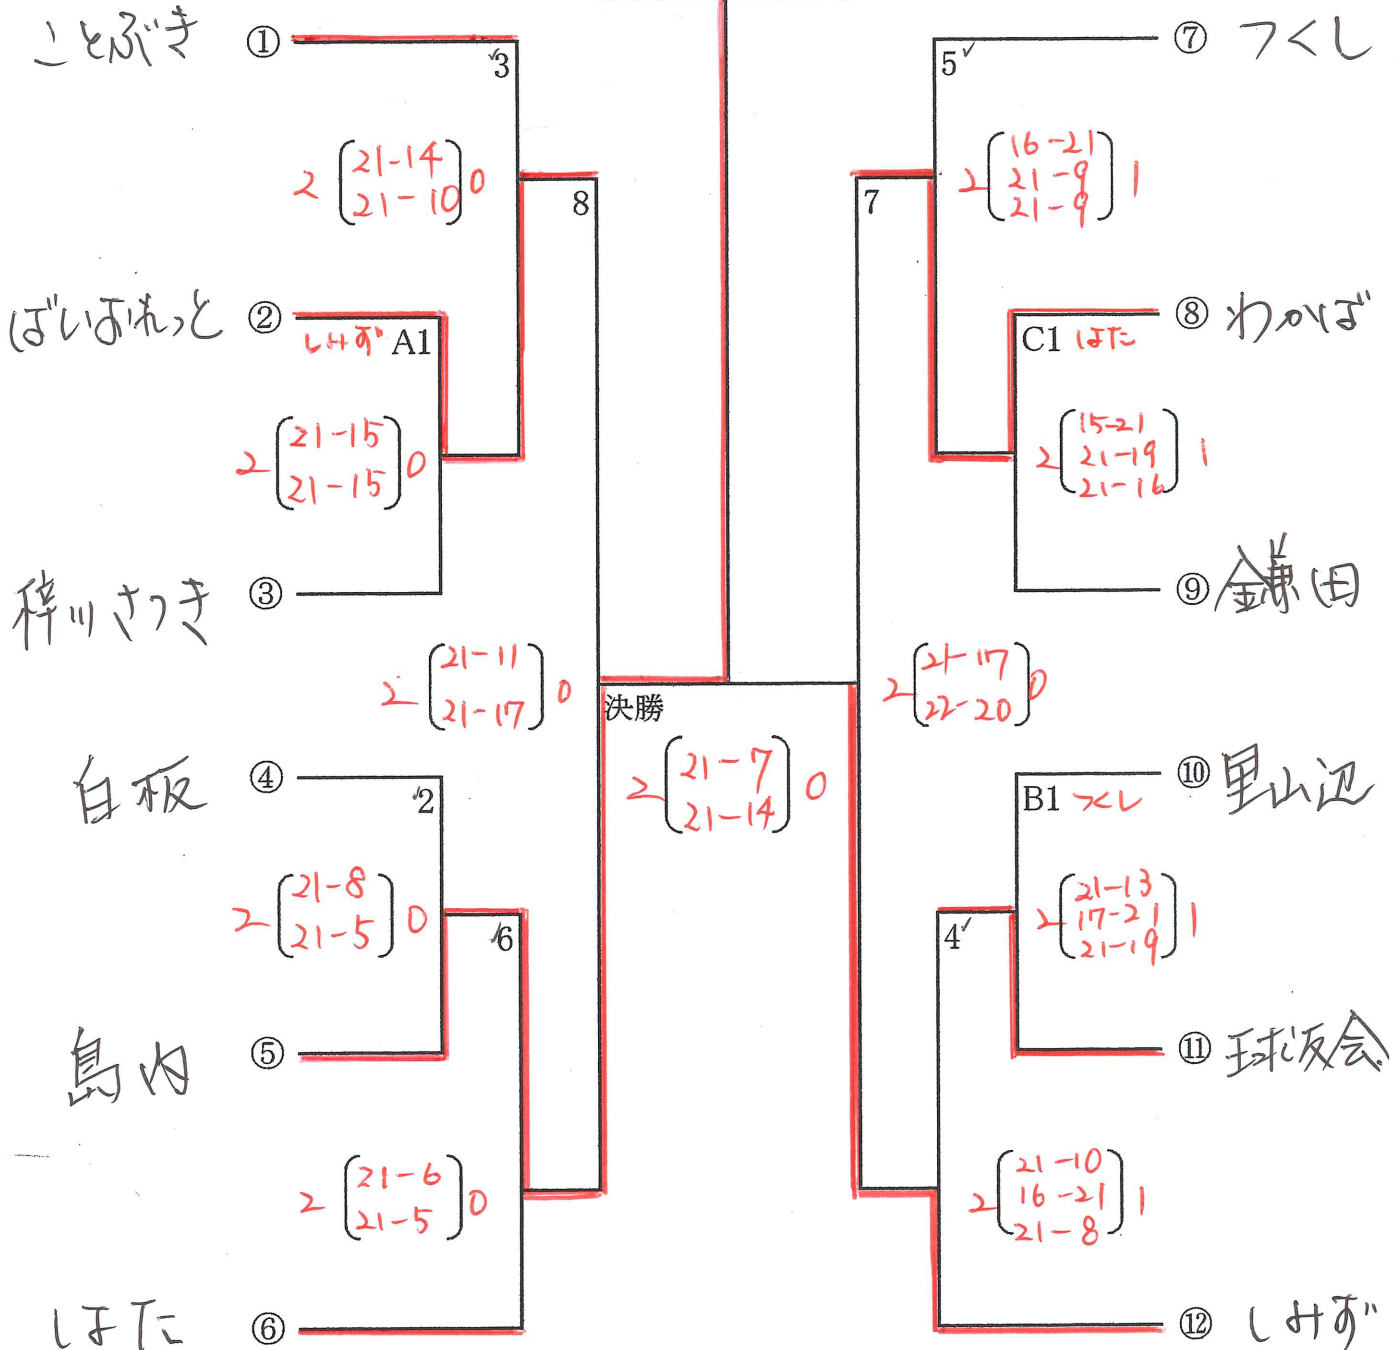 ことぶき ①
3
2 21-14 0
21-10
8
ばいおれっと ②
しみず A1
2 21-15 0
21-15
梓川さつき ③
2 21-11 0
21-17
白板 ④
2
2 21-8 0
21-5
6
島内 ⑤
2 21-6 0
21-5
はた ⑥
決勝
2 21-7 0
21-14
⑦ つくし
5
16-21
2 21-9 1
21-9
7
⑧ わかば
C1 はた
15-21
2 21-19 1
21-16
⑨ 鎌田
2 21-17 0
22-20
⑩ 里山辺
B1 つくし
21-13
2 17-21 1
21-19
4
⑪ 球友会
21-10
2 16-21 1
21-8
⑫ しみず